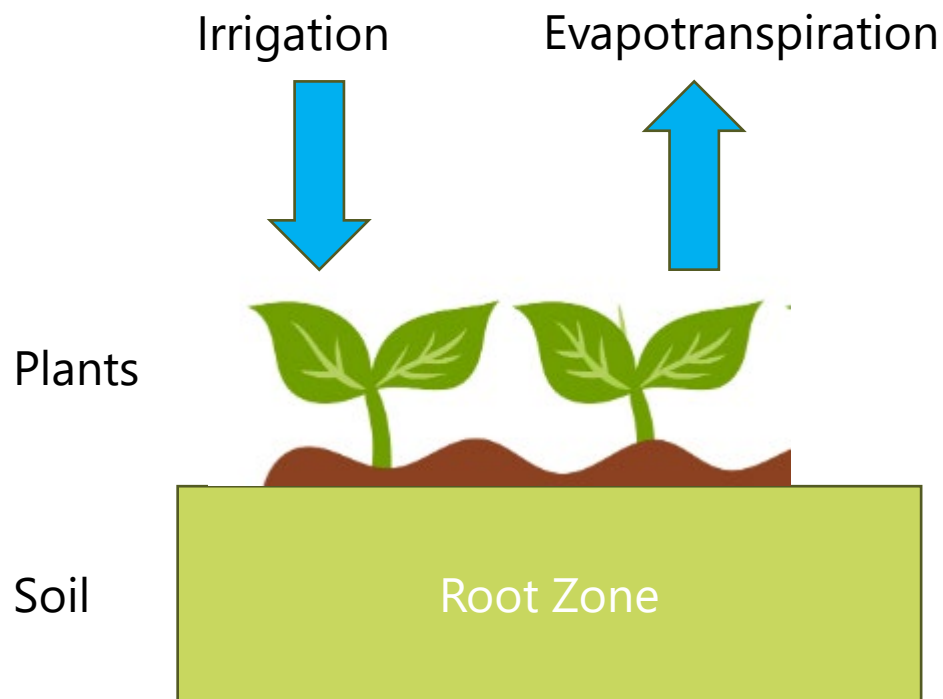 Irrigation
Evapotranspiration
Plants
Soil
Root Zone